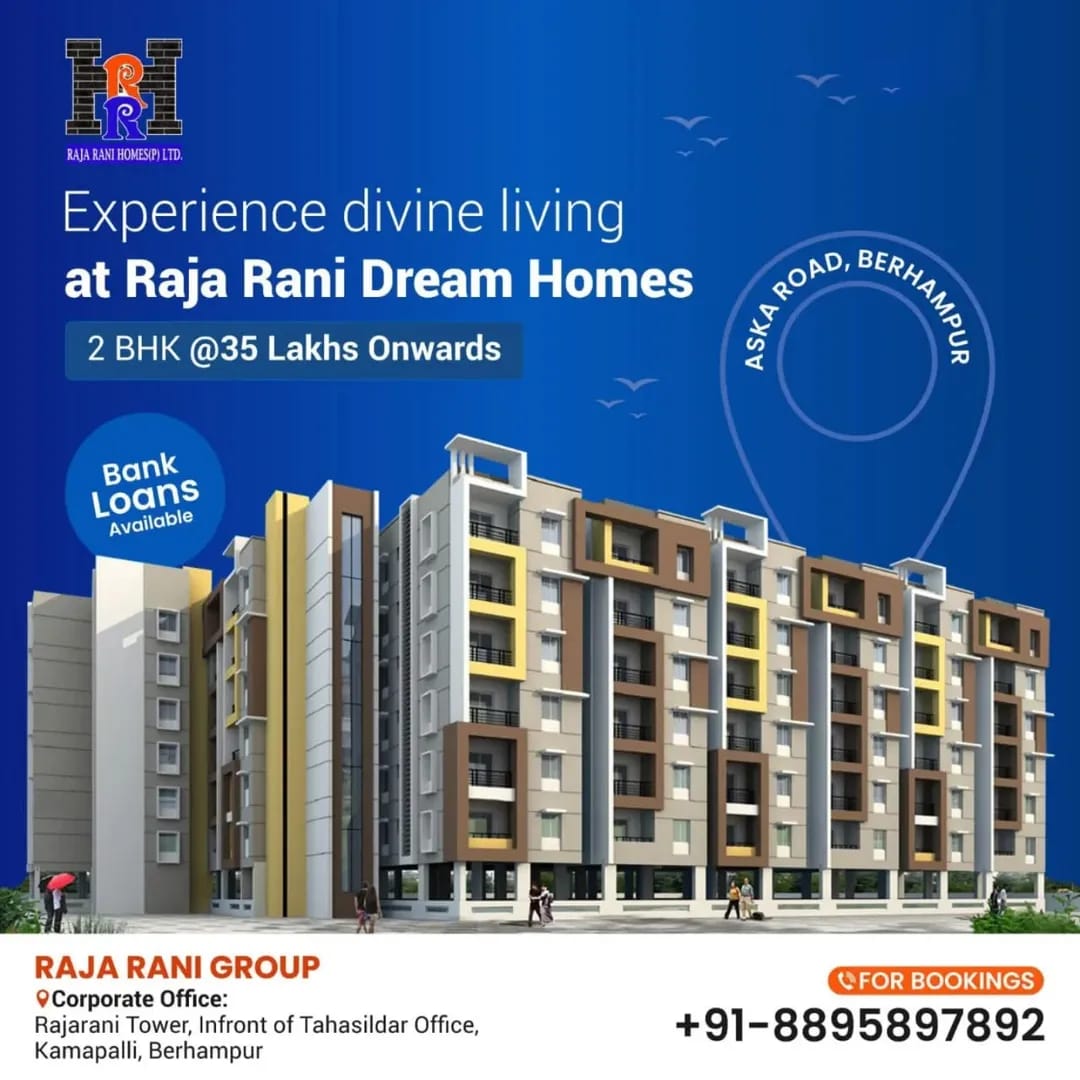 RR
RAJA RANI HOMES(P) LTD.
Experience divine living
at Raja Rani Dream Homes
2 BHK @35 Lakhs Onwards
ASKA ROAD, BERHAMPUR
Bank
Loans
Available
RAJA RANI GROUP
Corporate Office:
Rajarani Tower, Infront of Tahasildar Office,
Kamapalli, Berhampur
FOR BOOKINGS
+91-8895897892